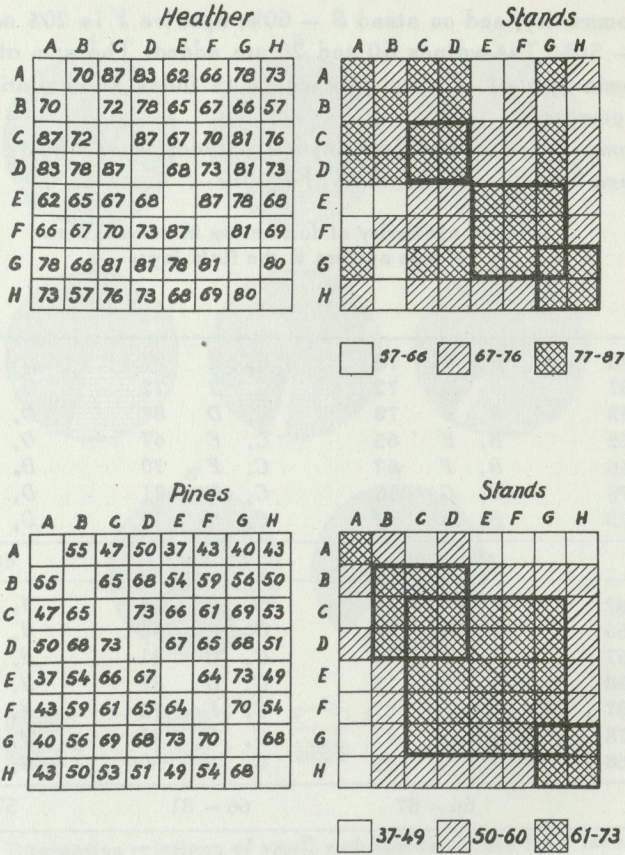 Heather Stands
A B C D E F G H A B C D E F G H
A 70 87 83 62 66 78 73 A
B 70 72 78 65 67 66 57 B
C 87 72 87 67 70 81 76 C
D 83 78 87 68 73 81 73 D
E 62 65 67 68 87 78 68 E
F 66 67 70 73 87 81 69 F
G 78 66 81 81 78 81 80 G
H 73 57 76 73 68 69 80 H
57-66 67-76 77-87
Pines Stands
A B C D E F G H A B C D E F G H
A 55 47 50 37 43 40 43 A
B 55 65 68 54 59 56 50 B
C 47 65 73 66 61 69 53 C
D 50 68 73 67 65 68 51 D
E 37 54 66 67 64 73 49 E
F 43 59 61 65 64 70 54 F
G 40 56 69 68 73 70 68 G
H 43 50 53 51 49 54 68 H
37-49 50-60 61-73